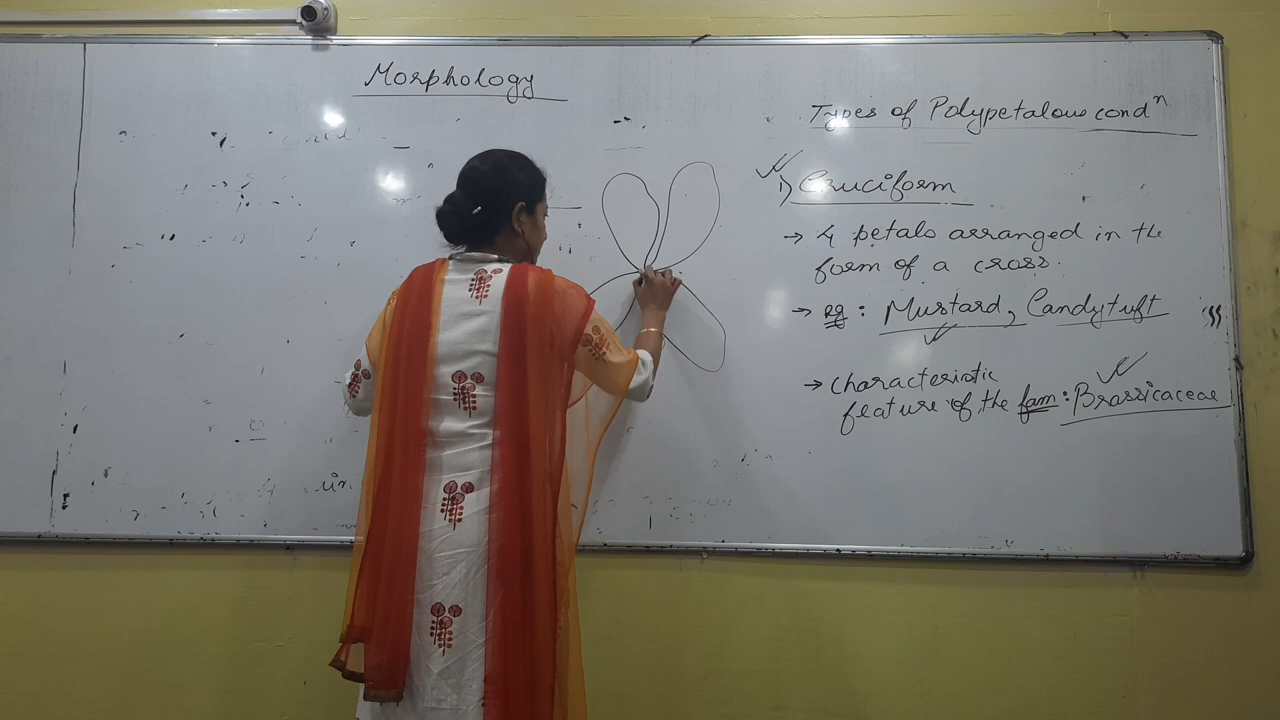 Morphology
Types of Polypetalous condⁿ
1) Cruciform
→ 4 petals arranged in the
form of a cross.
→ eg : Mustard, Candytuft
→ characteristic
feature of the fam: Brassicaceae